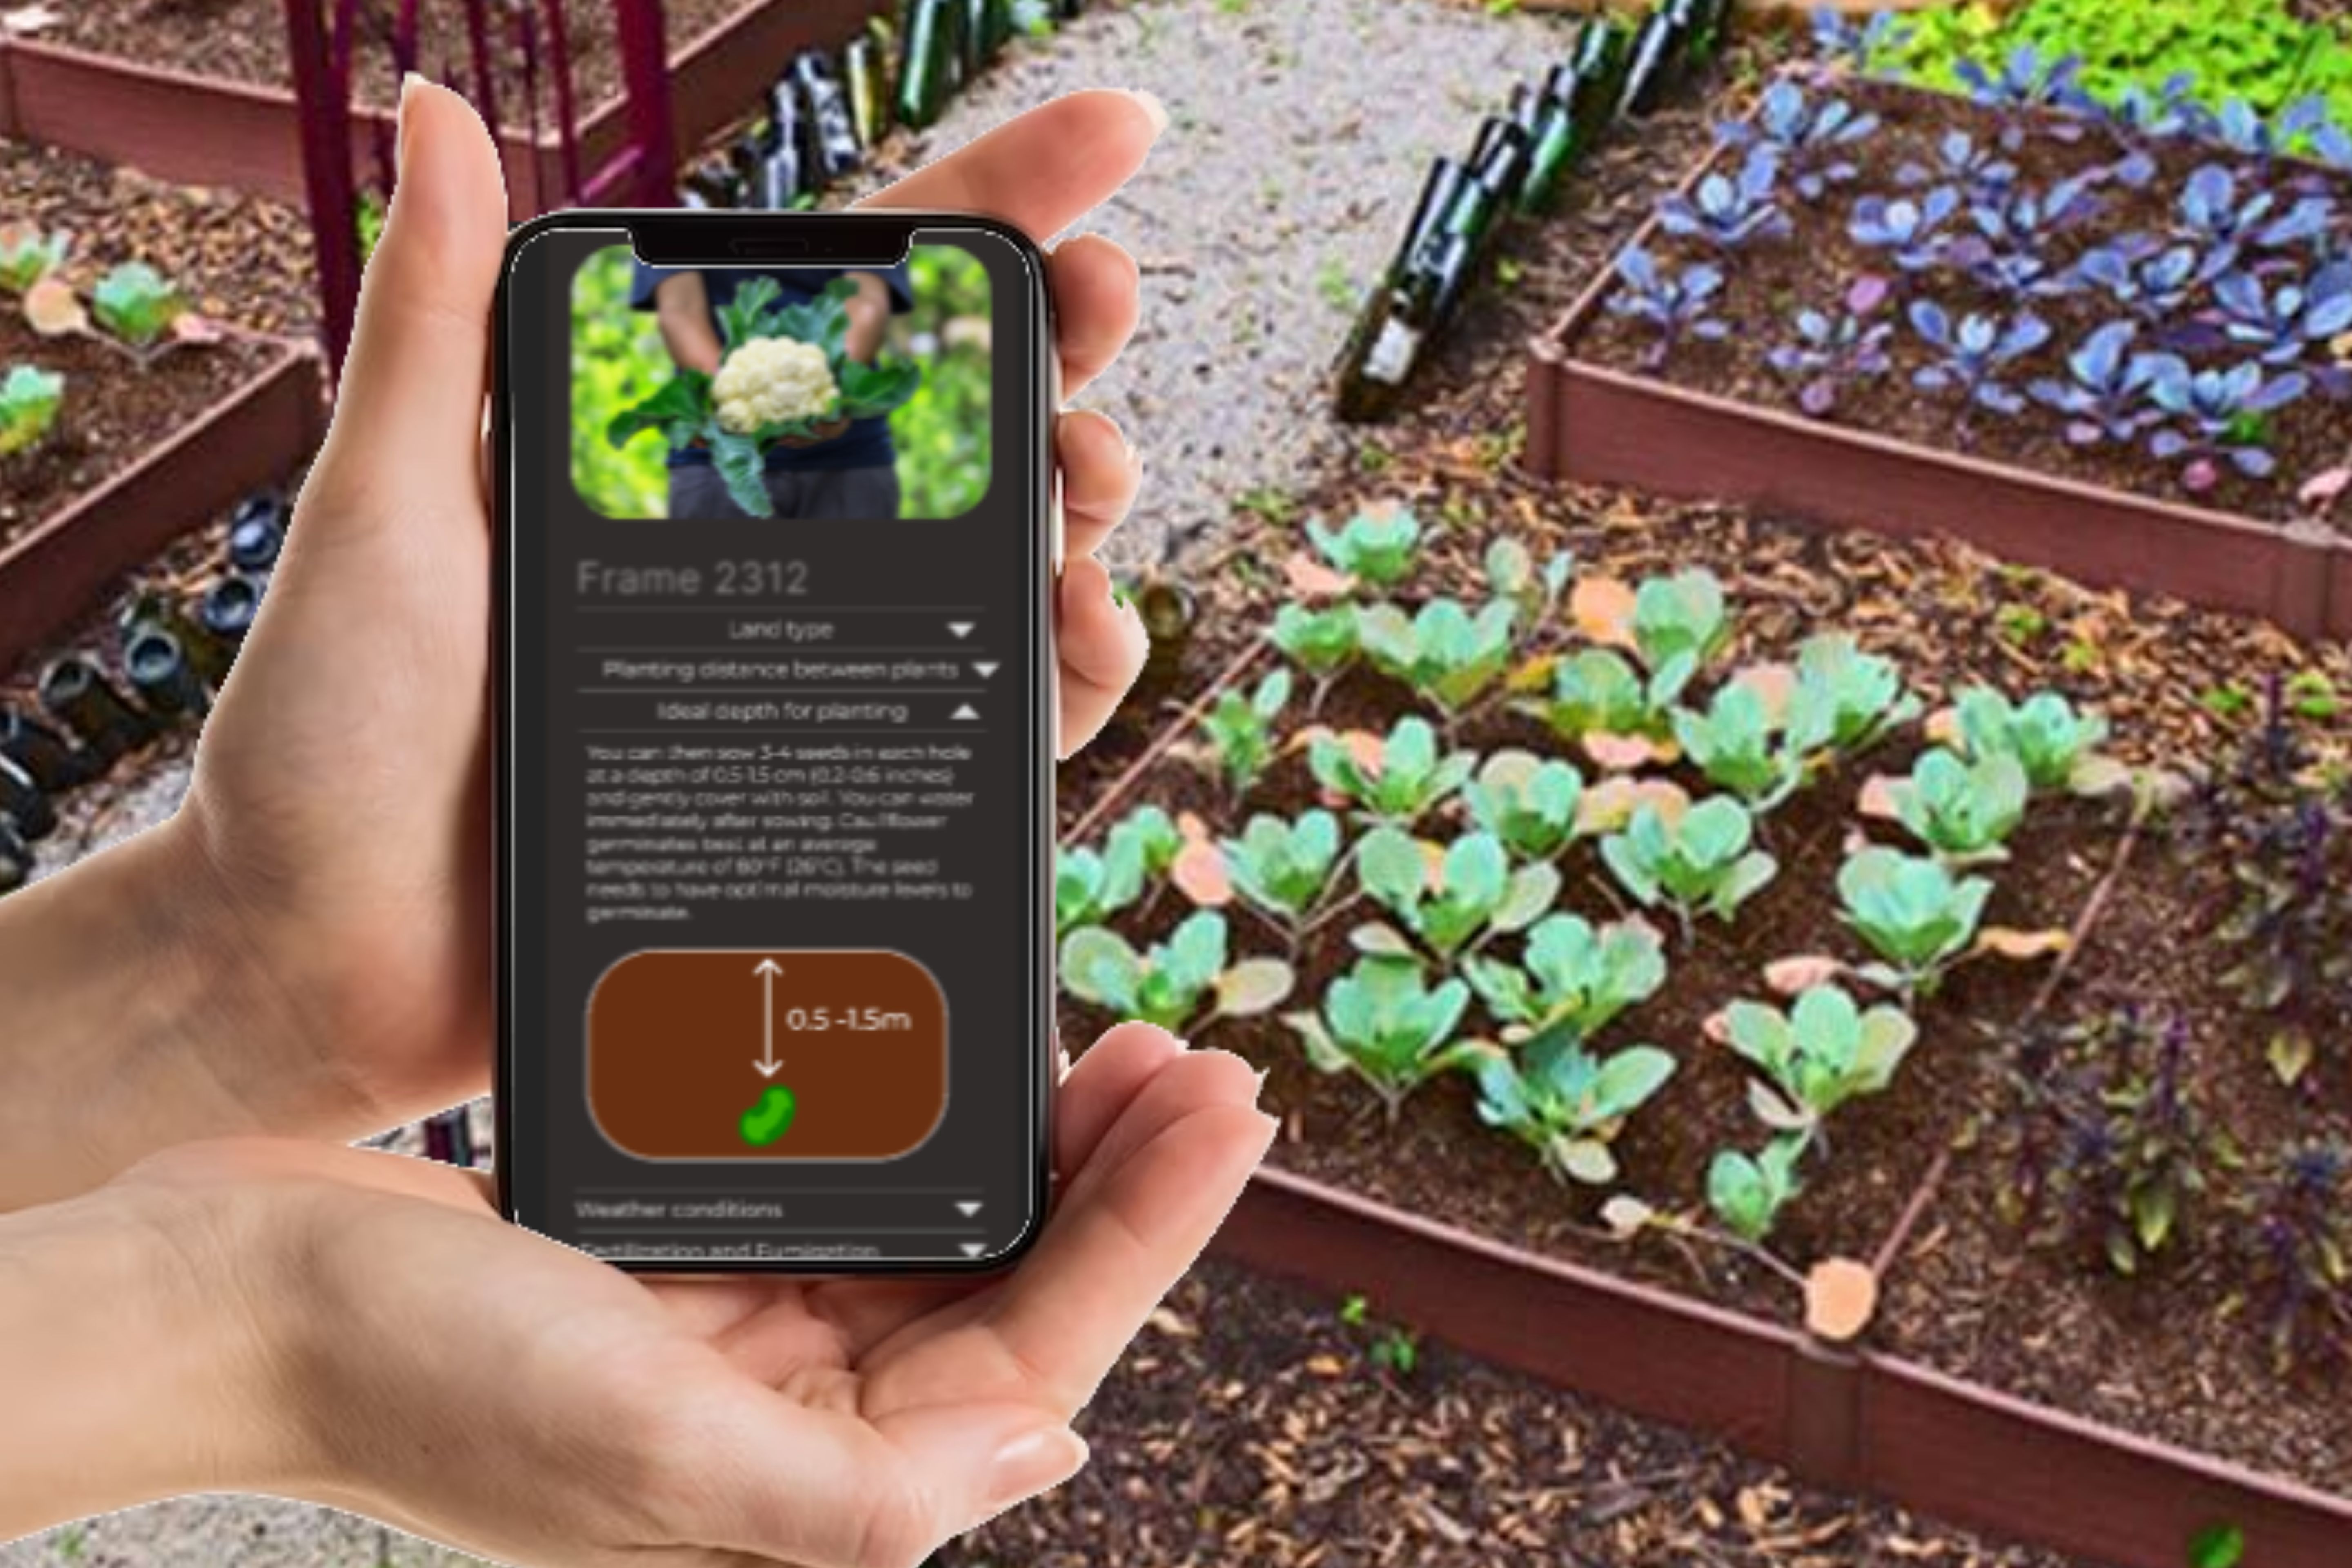 Frame 2312
Land type
Planting distance between plants
Ideal depth for planting
You can then sow 3-4 seeds in each hole
at a depth of 0.5-1.5 cm (0.2-0.6 inches)
and gently cover with soil. You can water
immediately after sowing. Cauliflower
germinates best at an average
temperature of 80°F (26°C). The seed
needs to have optimal moisture levels to
germinate.
0.5 -1.5m
Weather conditions
Fertilization and Fumigation